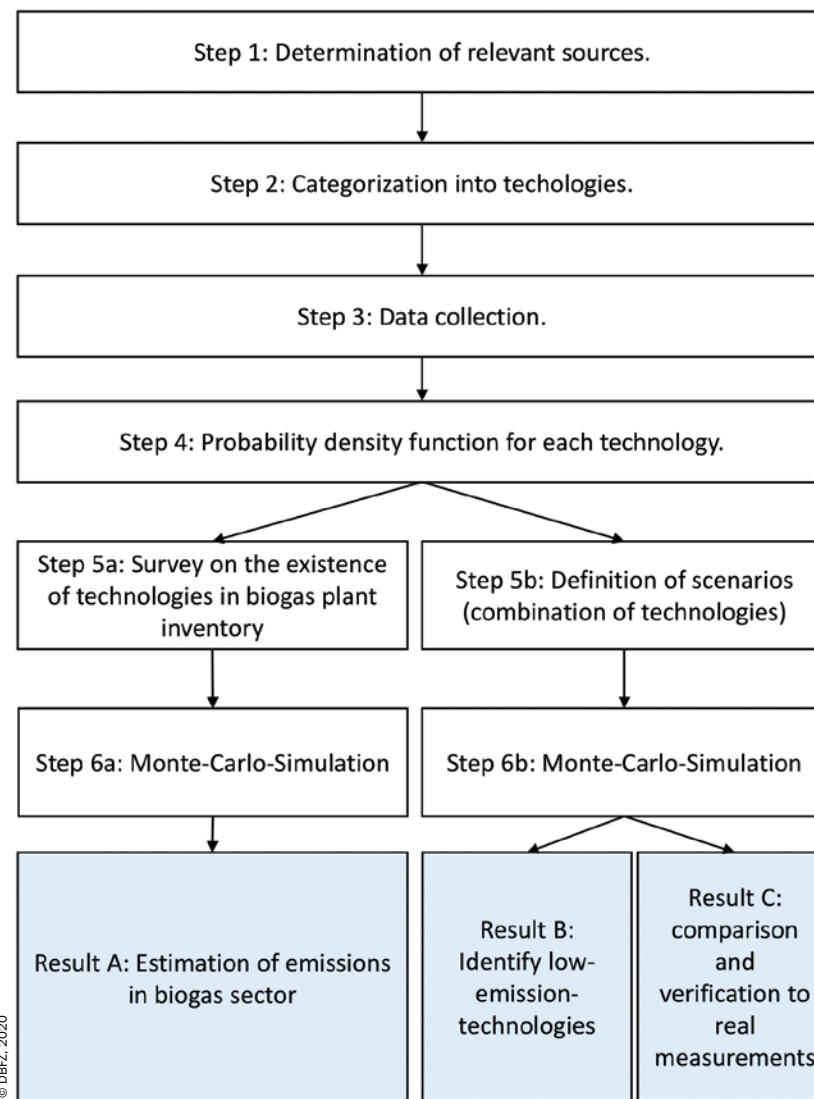 Step 1: Determination of relevant sources.
Step 2: Categorization into techologies.
Step 3: Data collection.
Step 4: Probability density function for each technology.
Step 5a: Survey on the existence
of technologies in biogas plant
inventory
Step 5b: Definition of scenarios
(combination of technologies)
Step 6a: Monte-Carlo-Simulation
Step 6b: Monte-Carlo-Simulation
Result A: Estimation of emissions
in biogas sector
Result B:
Identify low-
emission-
technologies
Result C:
comparison
and
verification to
real
measurements
© DBFZ, 2020